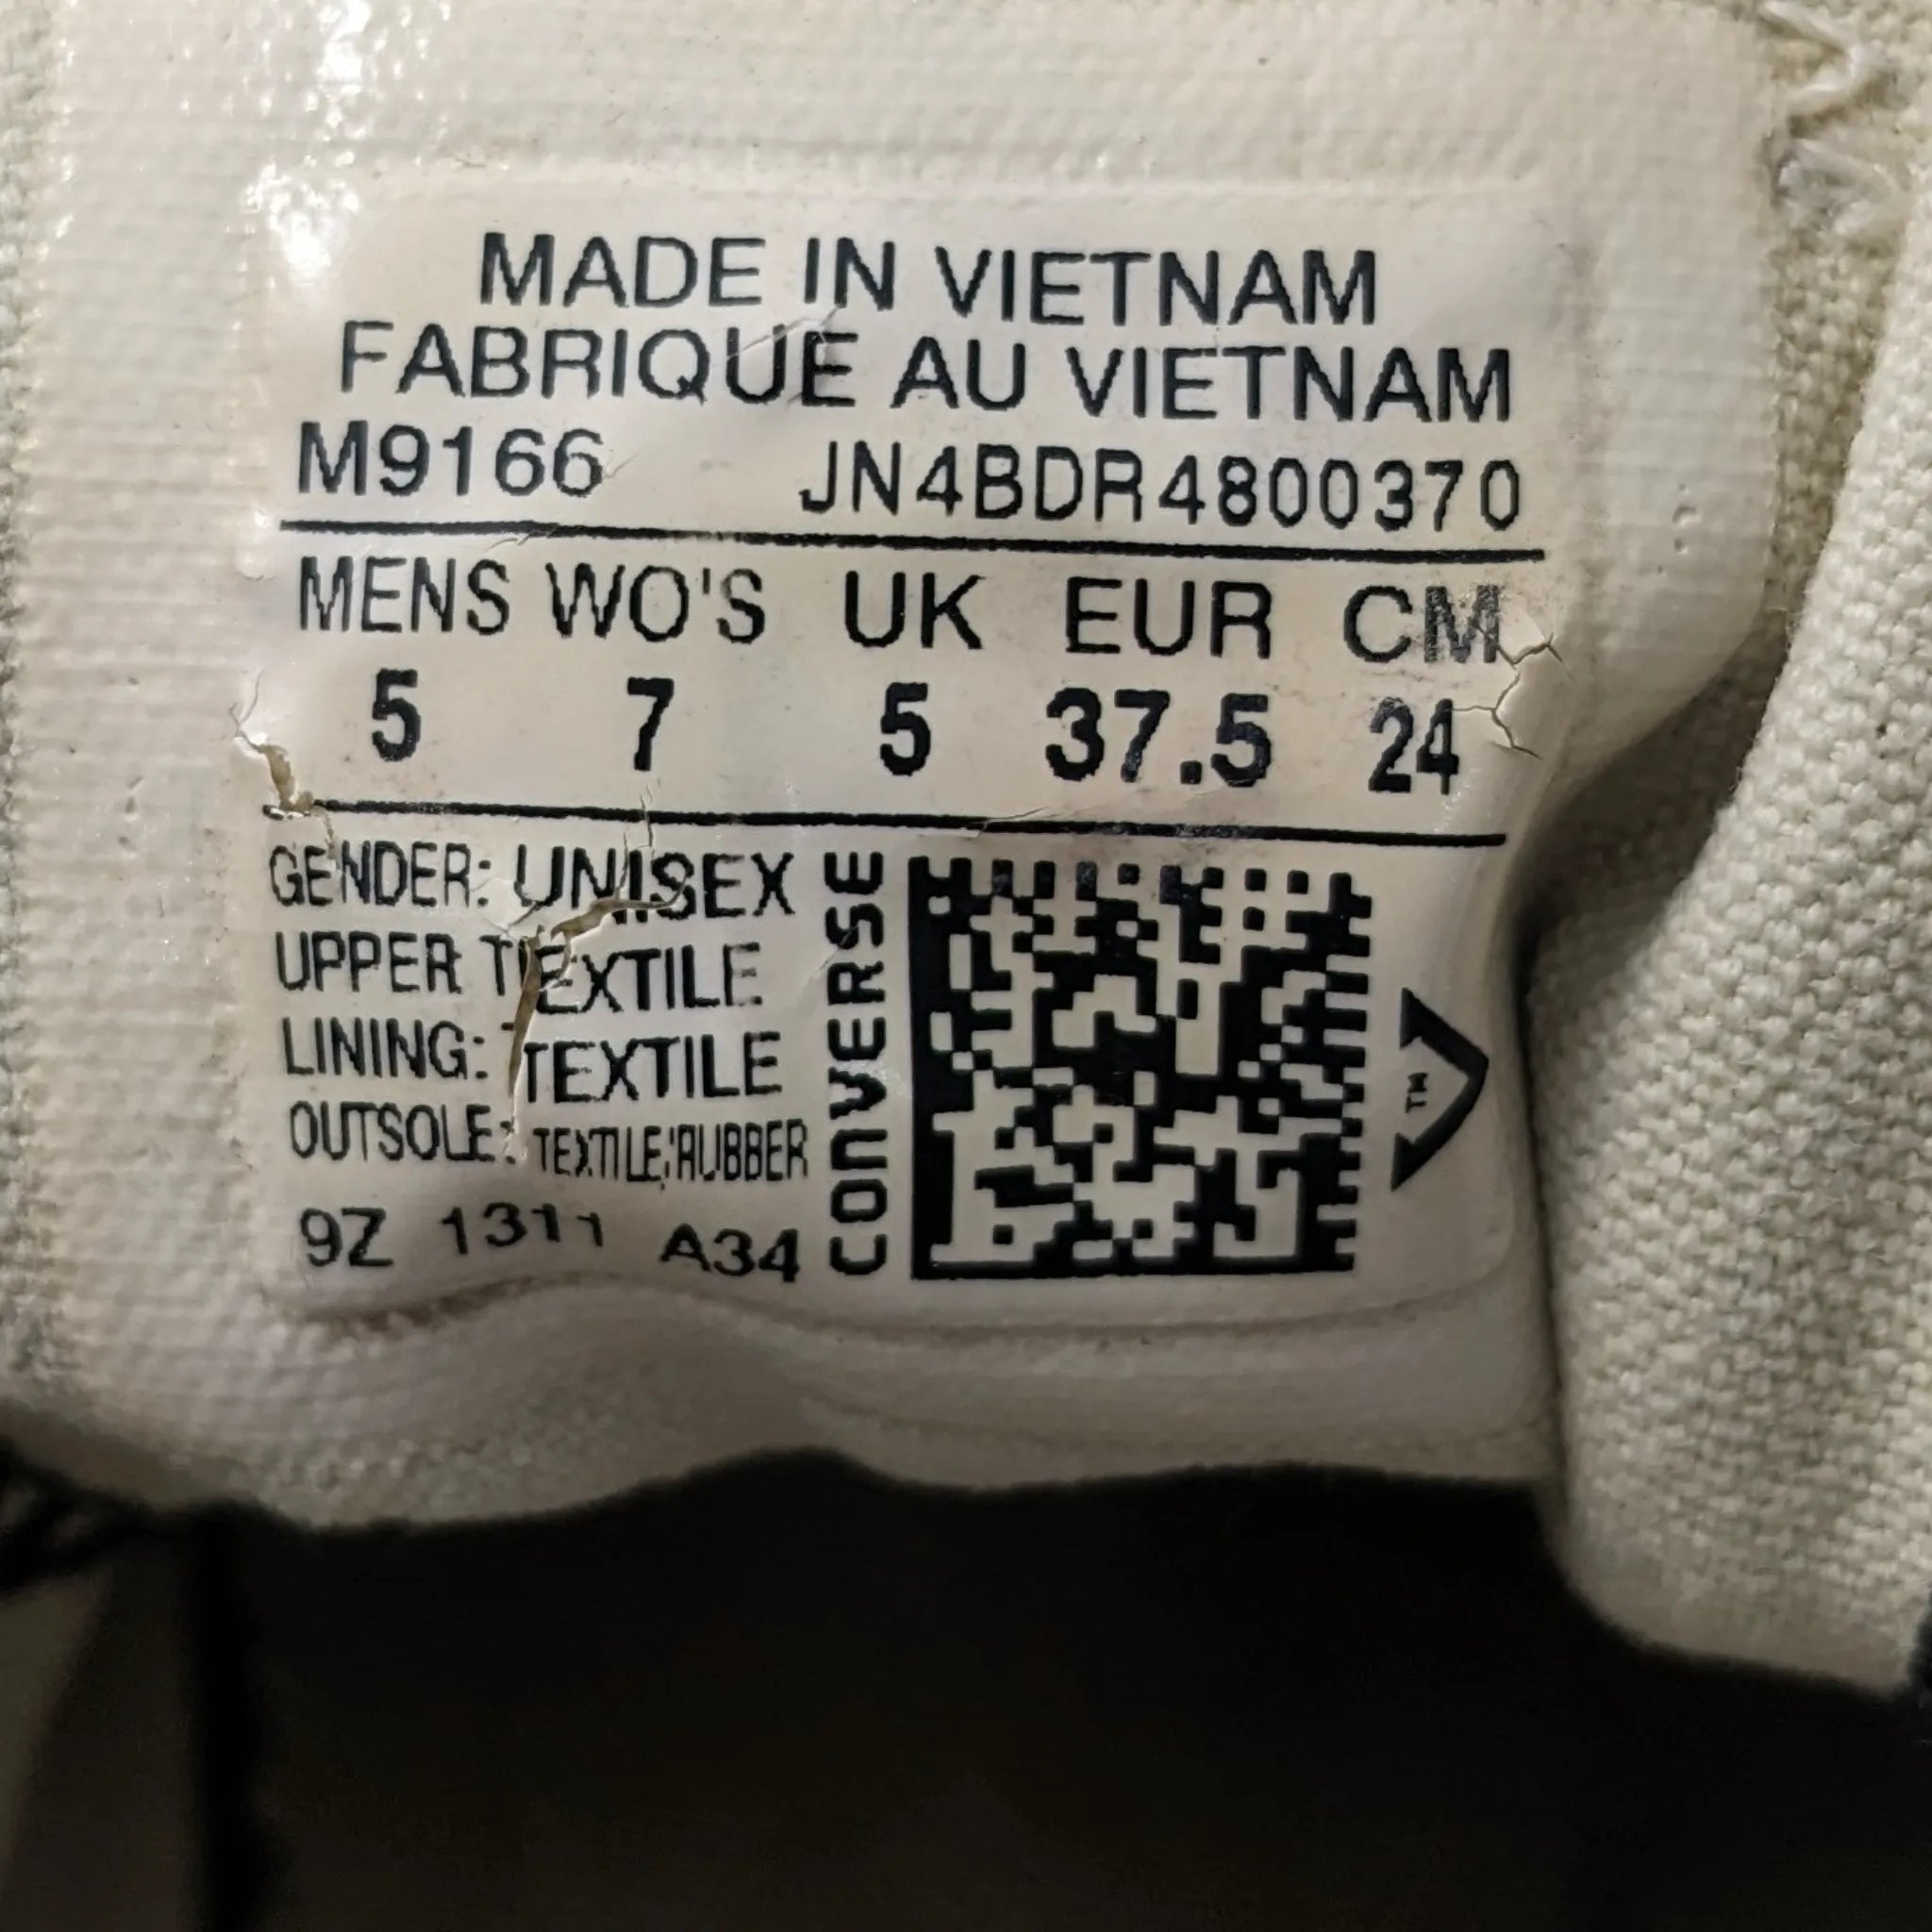 MADE IN VIETNAM
FABRIQUE AU VIETNAM
M9166 JN4BDR4800370
MENS WO'S UK EUR CM
5 7 5 37.5 24
GENDER: UNISEX
UPPER TEXTILE
LINING: TEXTILE
OUTSOLE: TEXTILE/RUBBER
9Z 1311 A34
CONVERSE
TM